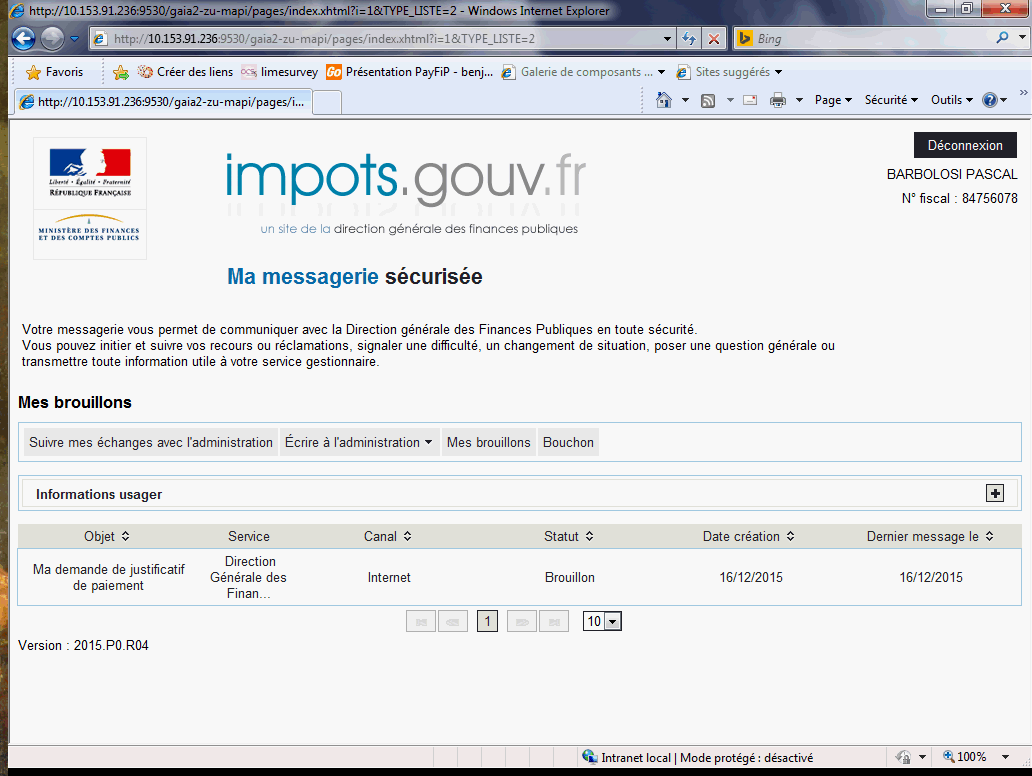 http://10.153.91.236:9530/gaia2-zu-mapi/pages/index.xhtml?i=1&TYPE_LISTE=2 - Windows Internet Explorer
http://10.153.91.236:9530/gaia2-zu-mapi/pages/index.xhtml?i=1&TYPE_LISTE=2
Bing
Favoris
Créer des liens
limesurvey
Go Présentation PayFiP - benj...
Galerie de composants ...
Sites suggérés
http://10.153.91.236:9530/gaia2-zu-mapi/pages/i...
Page
Sécurité
Outils
Déconnexion
BARBOLOSI PASCAL
N° fiscal : 84756078
Liberté • Égalité • Fraternité
RÉPUBLIQUE FRANÇAISE
MINISTÈRE DES FINANCES
ET DES COMPTES PUBLICS
impots.gouv.fr
un site de la direction générale des finances publiques
Ma messagerie sécurisée
Votre messagerie vous permet de communiquer avec la Direction générale des Finances Publiques en toute sécurité.
Vous pouvez initier et suivre vos recours ou réclamations, signaler une difficulté, un changement de situation, poser une question générale ou
transmettre toute information utile à votre service gestionnaire.
Mes brouillons
Suivre mes échanges avec l'administration
Écrire à l'administration
Mes brouillons
Bouchon
Informations usager
Objet
Service
Canal
Statut
Date création
Dernier message le
Ma demande de justificatif
de paiement
Direction
Générale des
Finan...
Internet
Brouillon
16/12/2015
16/12/2015
1
10
Version : 2015.P0.R04
Intranet local | Mode protégé : désactivé
100%